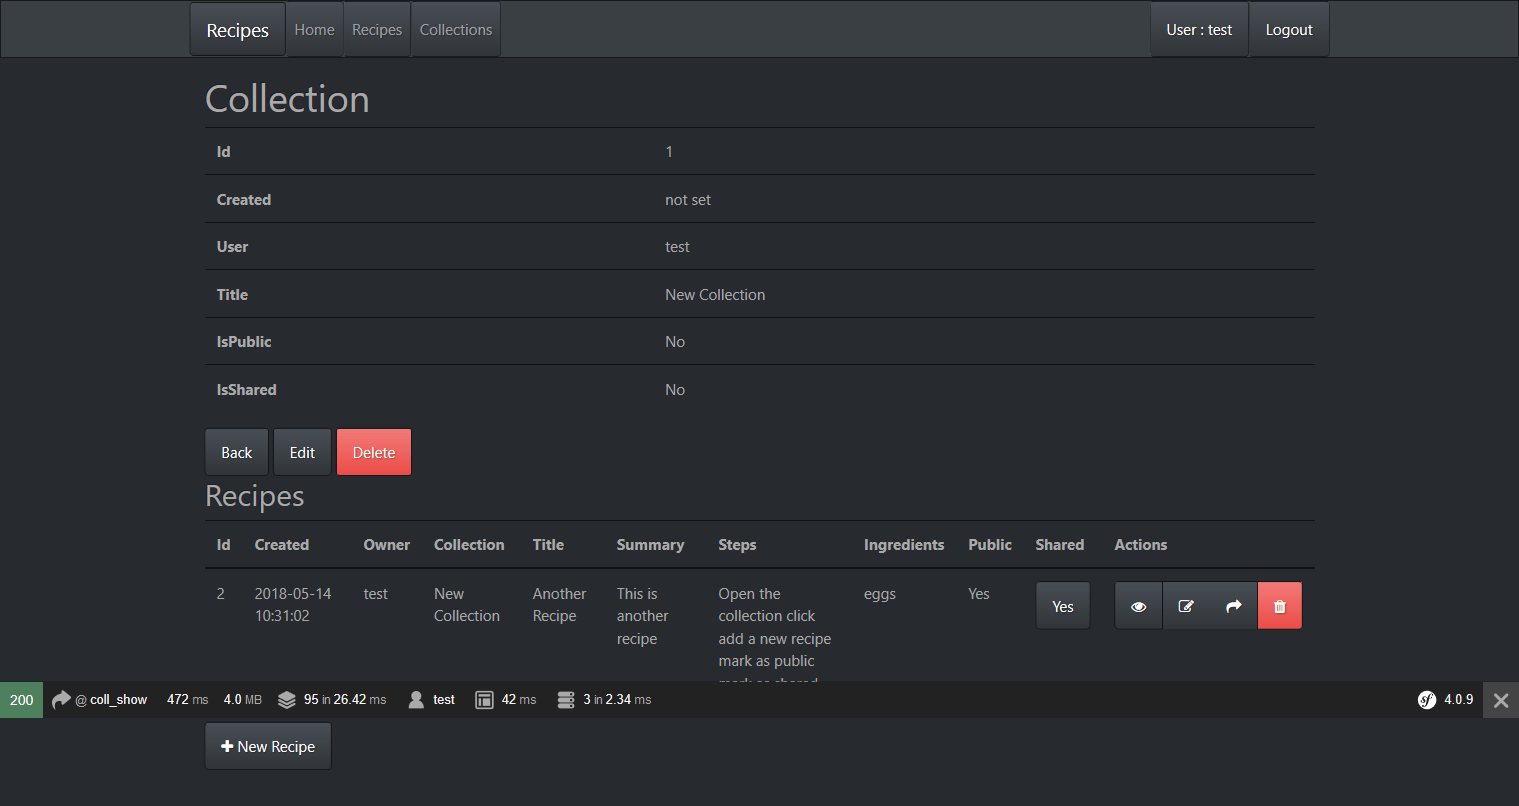 Recipes Home Recipes Collections User : test Logout
Collection
Id 1
Created not set
User test
Title New Collection
IsPublic No
IsShared No
Back Edit Delete
Recipes
Id Created Owner Collection Title Summary Steps Ingredients Public Shared Actions
2 2018-05-14 test New Another This is Open the eggs Yes Yes
10:31:02 Collection Recipe another collection click
recipe add a new recipe
mark as public
mark as shared
200 @ coll_show 472 ms 4.0 MB 95 in 26.42 ms test 42 ms 3 in 2.34 ms sf 4.0.9
New Recipe